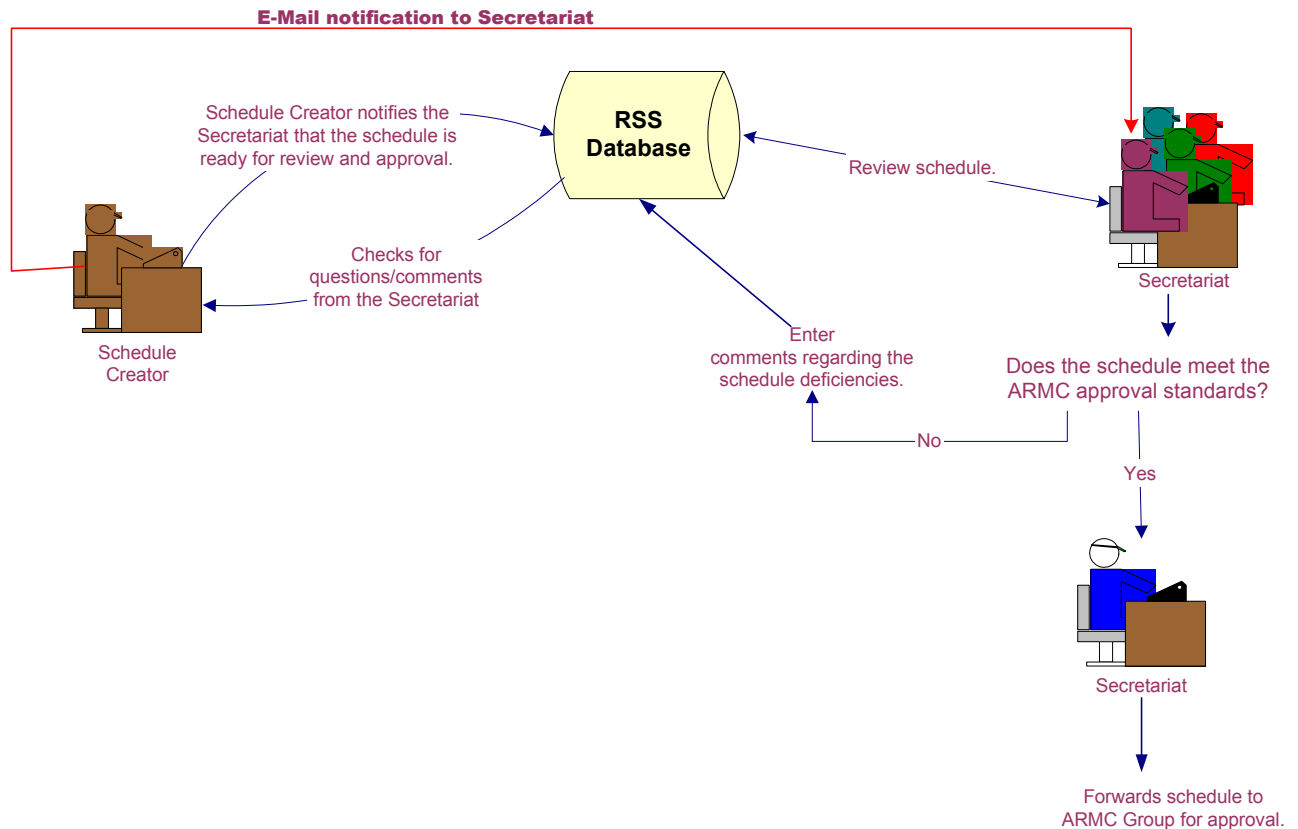 E-Mail notification to Secretariat
Schedule Creator notifies the
Secretariat that the schedule is
ready for review and approval.
RSS
Database
Review schedule.
Checks for
questions/comments
from the Secretariat
Schedule
Creator
Secretariat
Enter
comments regarding the
schedule deficiencies.
Does the schedule meet the
ARMC approval standards?
No
Yes
Secretariat
Forwards schedule to
ARMC Group for approval.